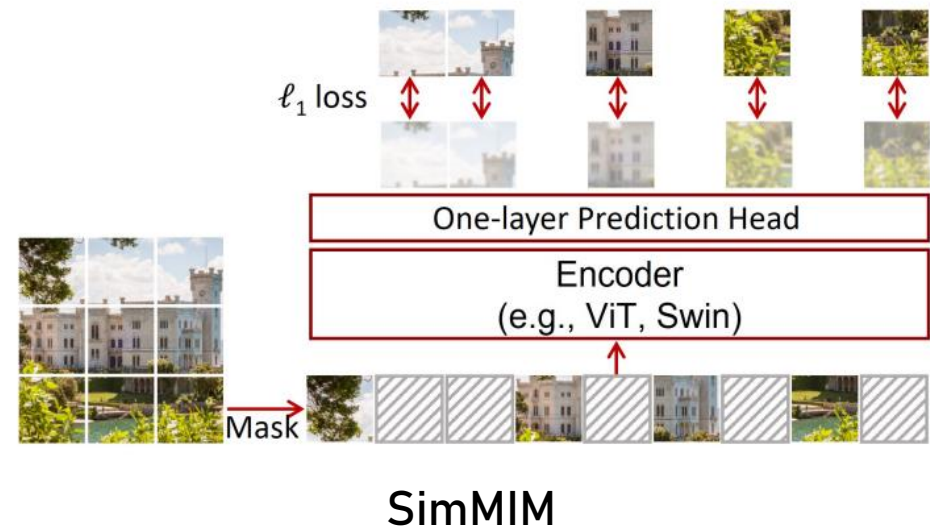 ℓ₁ loss
One-layer Prediction Head
Encoder
(e.g., ViT, Swin)
Mask
SimMIM